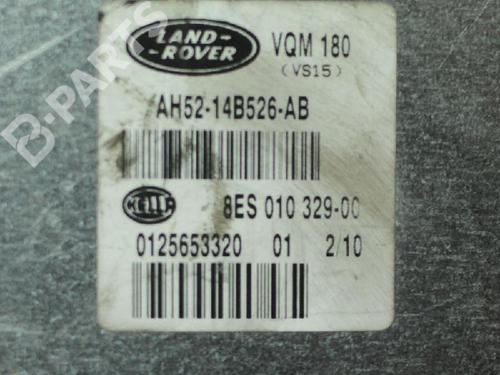 LAND-
-ROVER
VQM 180
(VS15)
AH52-14B526-AB
HELLA
8ES 010 329-00
0125653320 01 2/10
B-PARTS